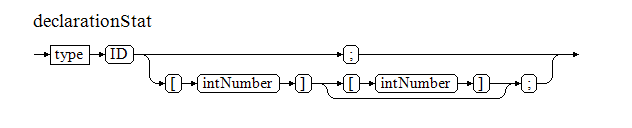 declarationStat
type ID ;
[ intNumber ] [ intNumber ] ;